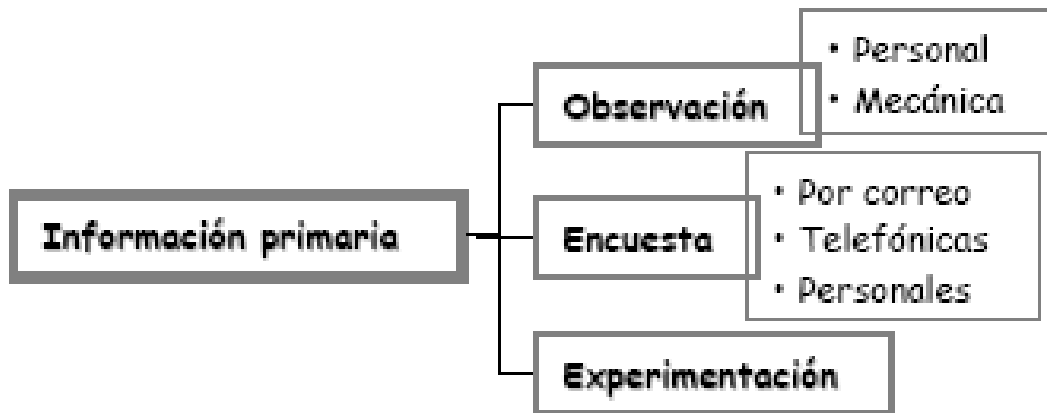 Información primaria
Observación
• Personal
• Mecánica
Encuesta
• Por correo
• Telefónicas
• Personales
Experimentación